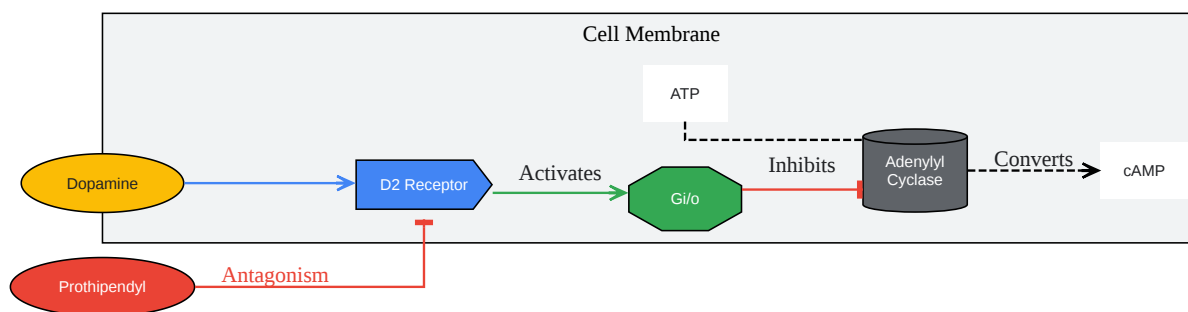 Cell Membrane
ATP
Dopamine
D2 Receptor
Activates
Gi/o
Inhibits
Adenylyl
Cyclase
Converts
cAMP
Prothipendyl
Antagonism